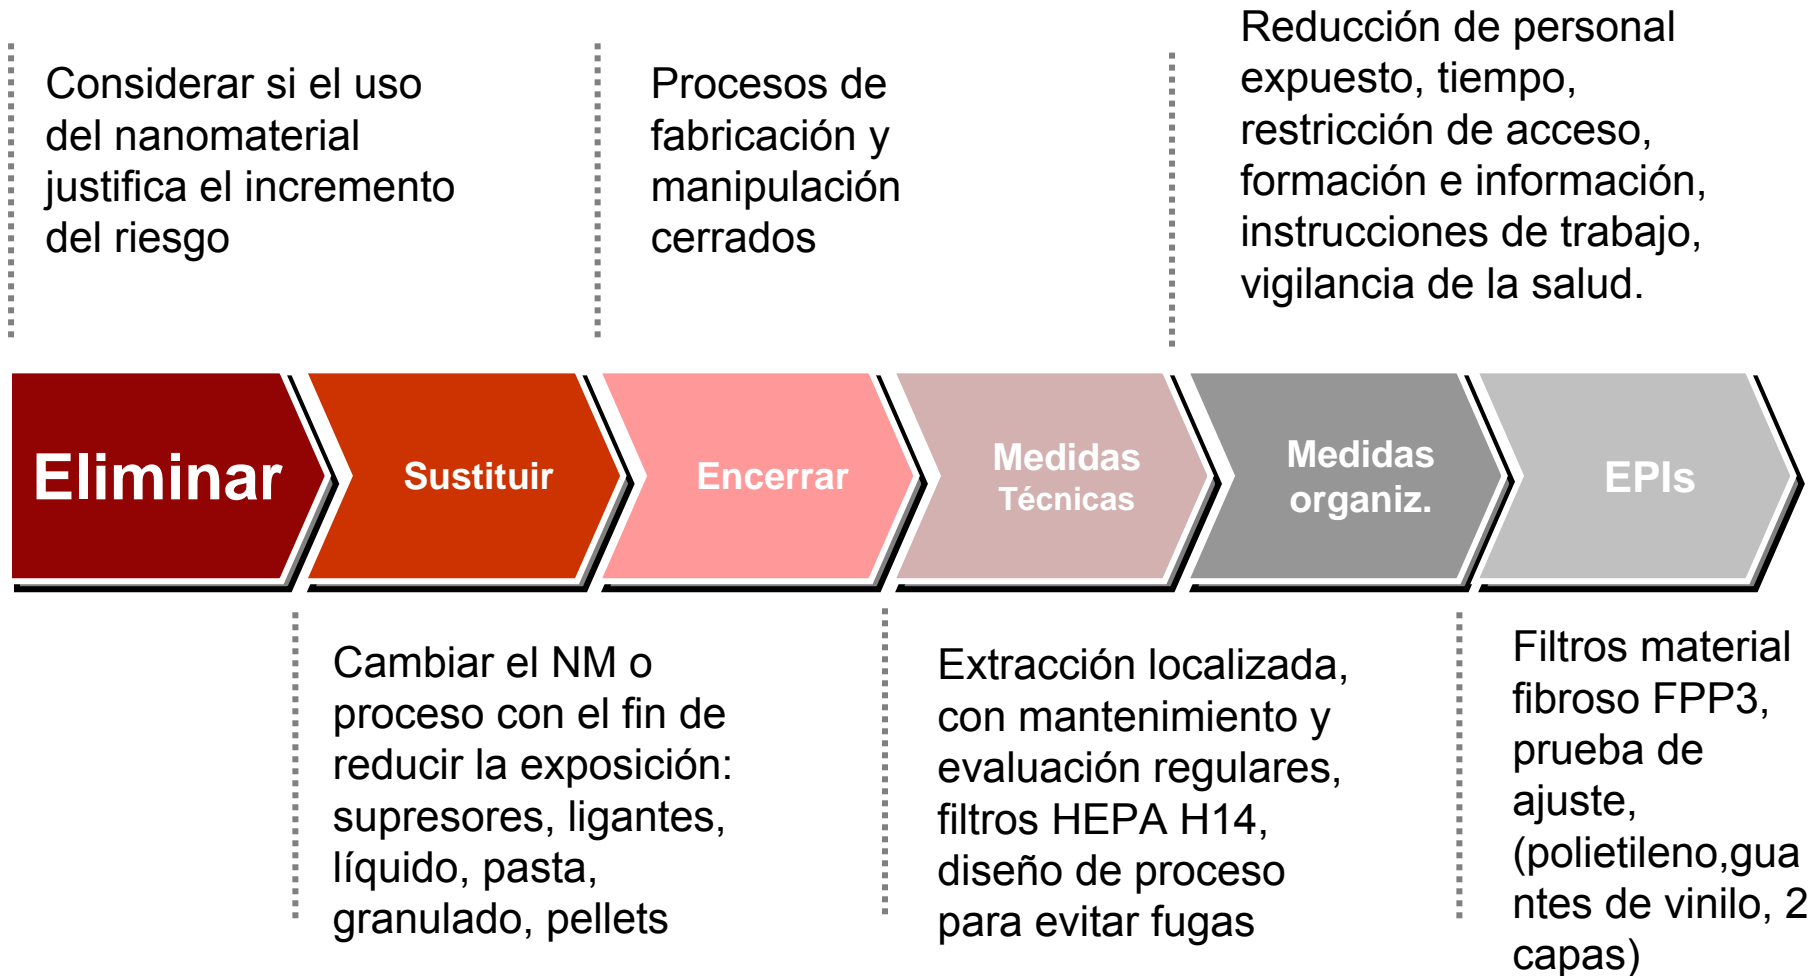 Considerar si el uso
del nanomaterial
justifica el incremento
del riesgo
Procesos de
fabricación y
manipulación
cerrados
Reducción de personal
expuesto, tiempo,
restricción de acceso,
formación e información,
instrucciones de trabajo,
vigilancia de la salud.
Eliminar
Sustituir
Encerrar
Medidas
Técnicas
Medidas
organiz.
EPIs
Cambiar el NM o
proceso con el fin de
reducir la exposición:
supresores, ligantes,
líquido, pasta,
granulado, pellets
Extracción localizada,
con mantenimiento y
evaluación regulares,
filtros HEPA H14,
diseño de proceso
para evitar fugas
Filtros material
fibroso FPP3,
prueba de
ajuste,
(polietileno,gua
ntes de vinilo, 2
capas)